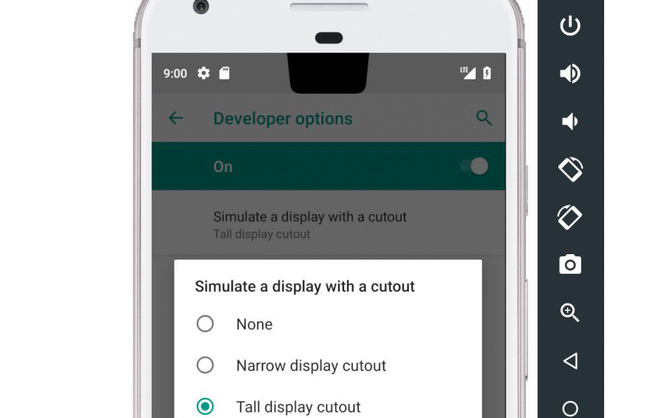 9:00 LTE
Developer options
On
Simulate a display with a cutout
Tall display cutout
Simulate a display with a cutout
None
Narrow display cutout
Tall display cutout